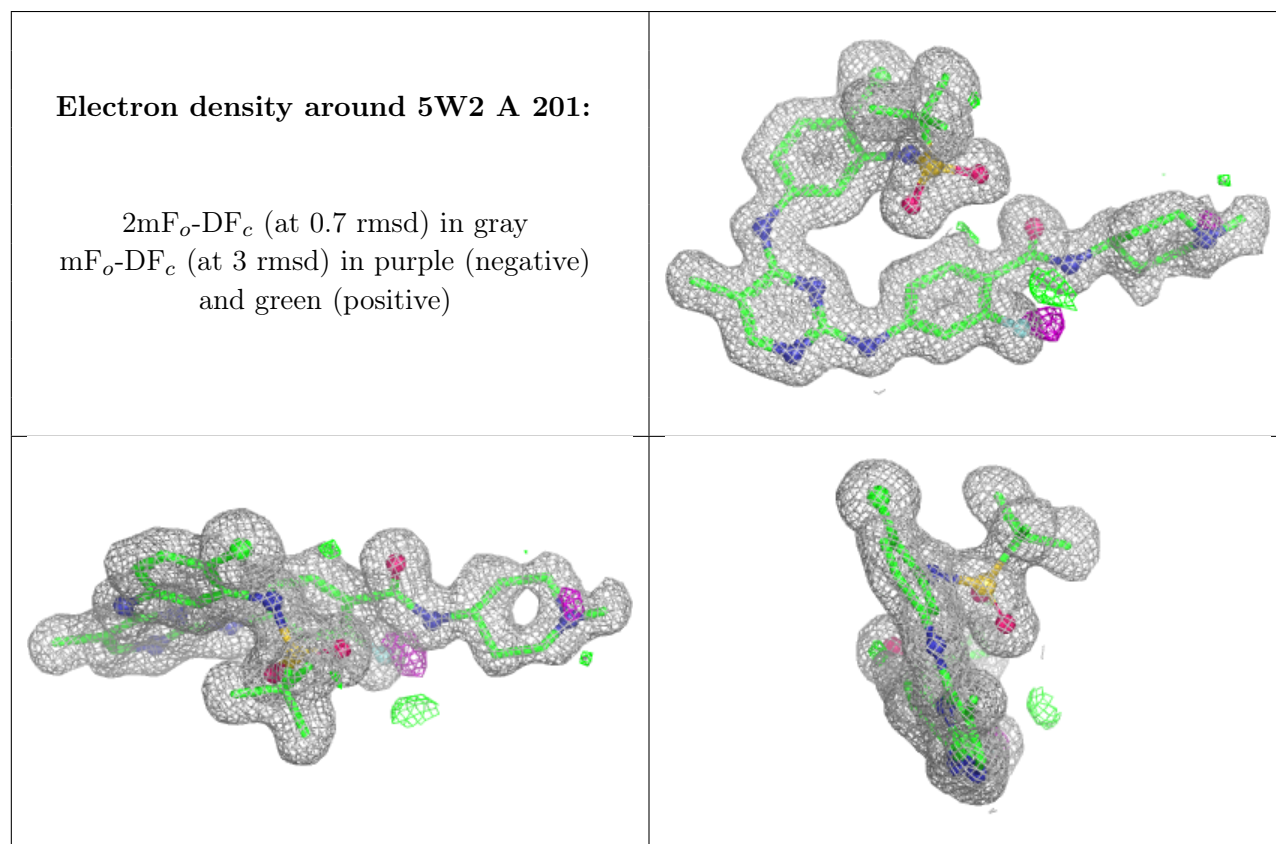 Electron density around 5W2 A 201:
2mFo-DFc (at 0.7 rmsd) in gray
mFo-DFc (at 3 rmsd) in purple (negative)
and green (positive)